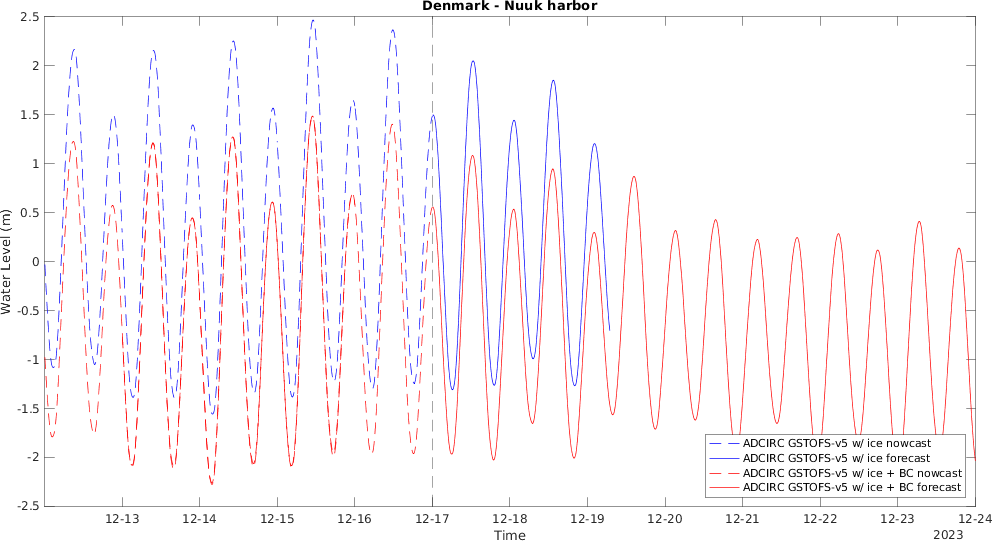 Denmark - Nuuk harbor
2.5
2
1.5
1
0.5
0
-0.5
-1
-1.5
-2
-2.5
Water Level (m)
ADCIRC GSTOFS-v5 w/ ice nowcast
ADCIRC GSTOFS-v5 w/ ice forecast
ADCIRC GSTOFS-v5 w/ ice + BC nowcast
ADCIRC GSTOFS-v5 w/ ice + BC forecast
12-13 12-14 12-15 12-16 12-17 12-18 12-19 12-20 12-21 12-22 12-23 12-24
Time
2023